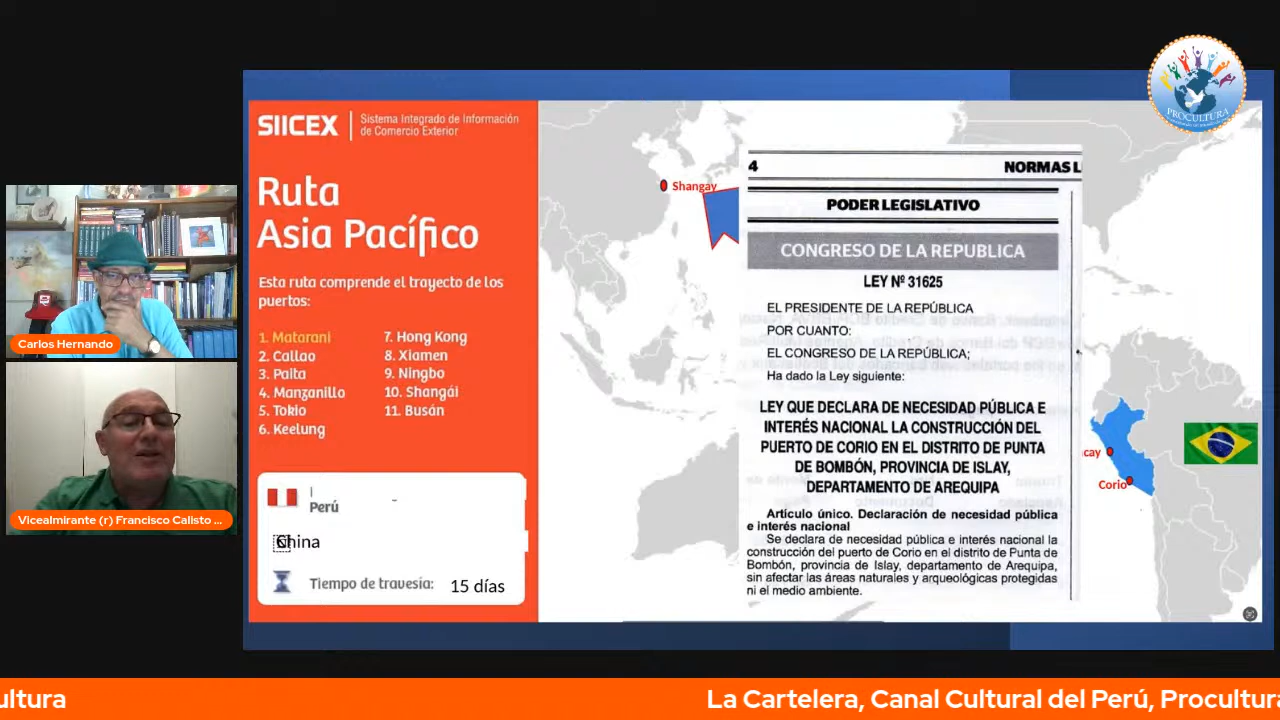 PROCULTURA
SIICEX
Sistema Integrado de Información
de Comercio Exterior
Ruta
Asia Pacífico
Esta ruta comprende el trayecto de los
puertos:
1. Matarani
2. Callao
3. Paita
4. Manzanillo
5. Tokio
6. Keelung
7. Hong Kong
8. Xiamen
9. Ningbo
10. Shangái
11. Busán
Perú
China
Tiempo de travesía: 15 días
Shangay
4 NORMAS L
PODER LEGISLATIVO
CONGRESO DE LA REPUBLICA
LEY Nº 31625
EL PRESIDENTE DE LA REPÚBLICA
POR CUANTO:
EL CONGRESO DE LA REPÚBLICA;
Ha dado la Ley siguiente:
LEY QUE DECLARA DE NECESIDAD PÚBLICA E
INTERÉS NACIONAL LA CONSTRUCCIÓN DEL
PUERTO DE CORIO EN EL DISTRITO DE PUNTA
DE BOMBÓN, PROVINCIA DE ISLAY,
DEPARTAMENTO DE AREQUIPA
Artículo único. Declaración de necesidad pública
e interés nacional
Se declara de necesidad pública e interés nacional la
construcción del puerto de Corio en el distrito de Punta de
Bombón, provincia de Islay, departamento de Arequipa,
sin afectar las áreas naturales y arqueológicas protegidas
ni el medio ambiente.
cay
Corio
Carlos Hernando
Vicealmirante (r) Francisco Calisto ...
ultura
La Cartelera, Canal Cultural del Perú, Procultura